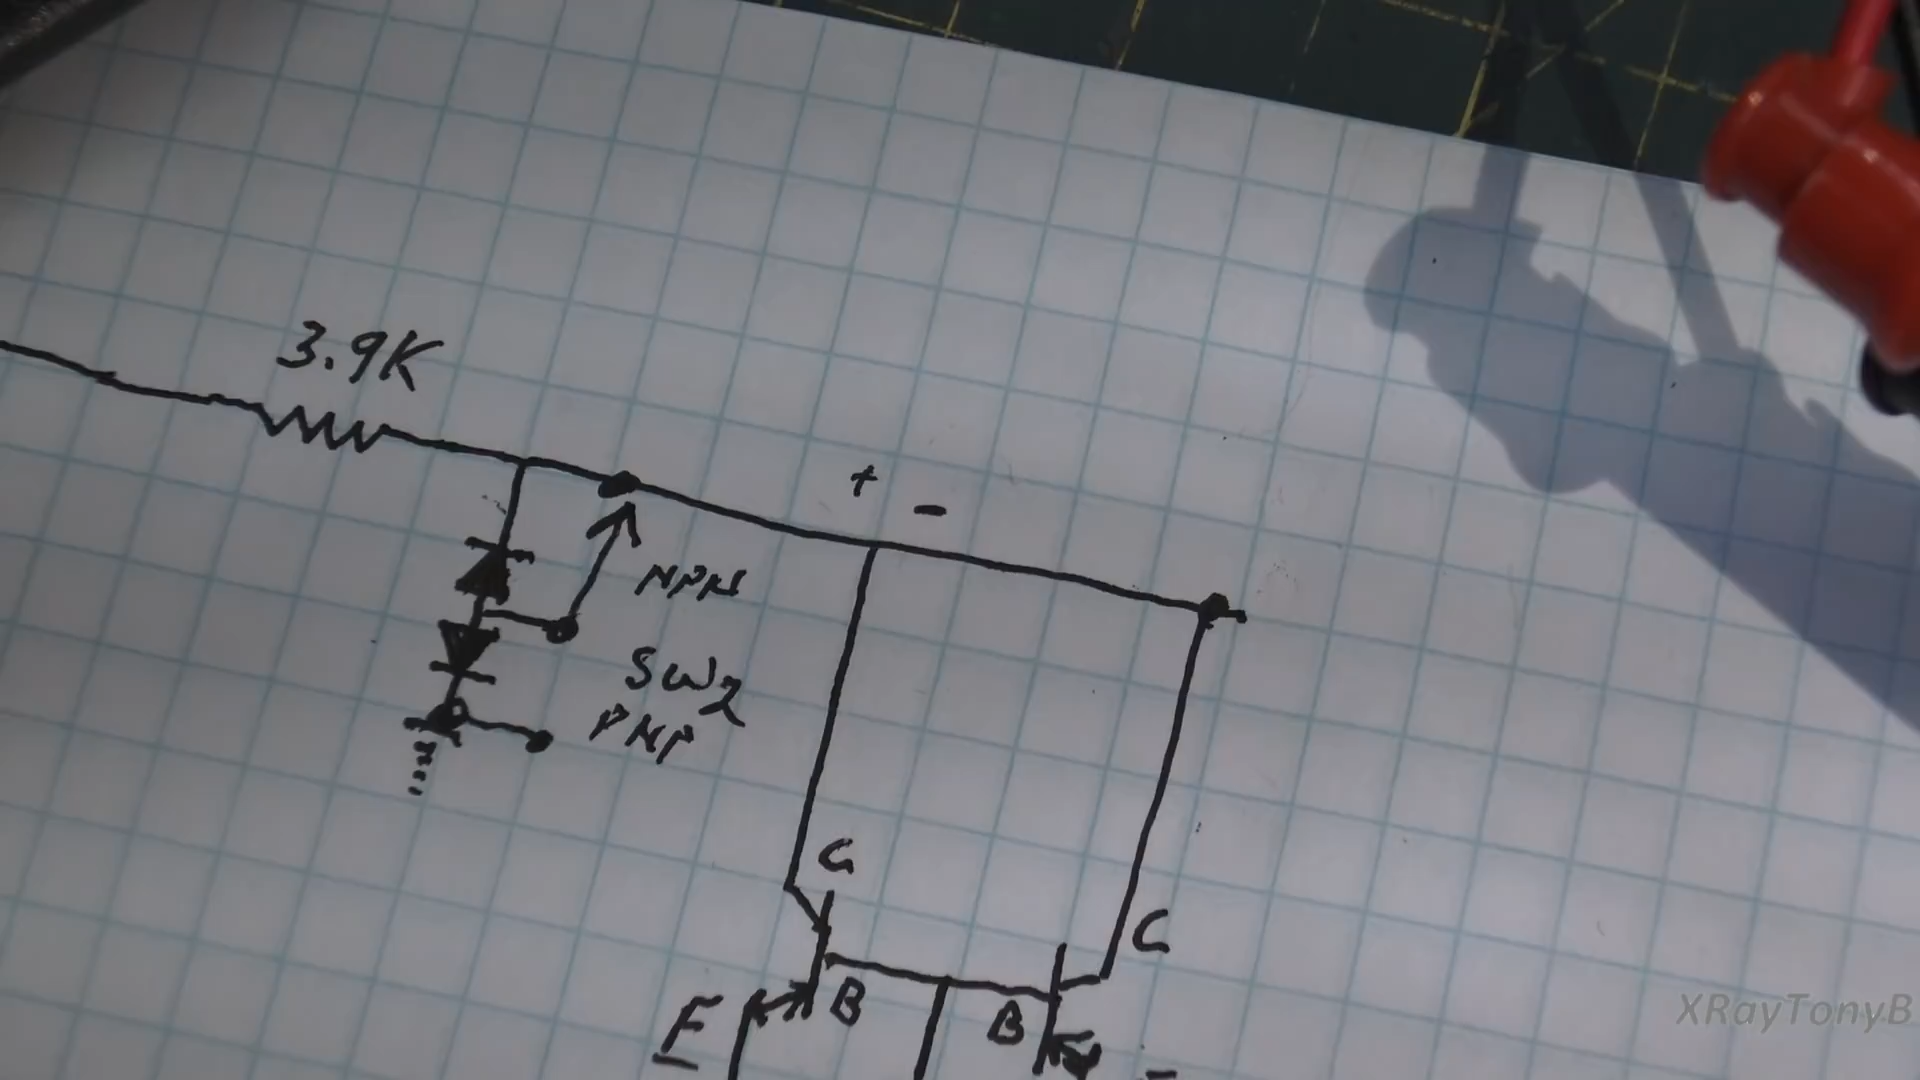 3.9K
+ -
NPN
SW2
PNP
C
C
E
B
B
XRayTonyB